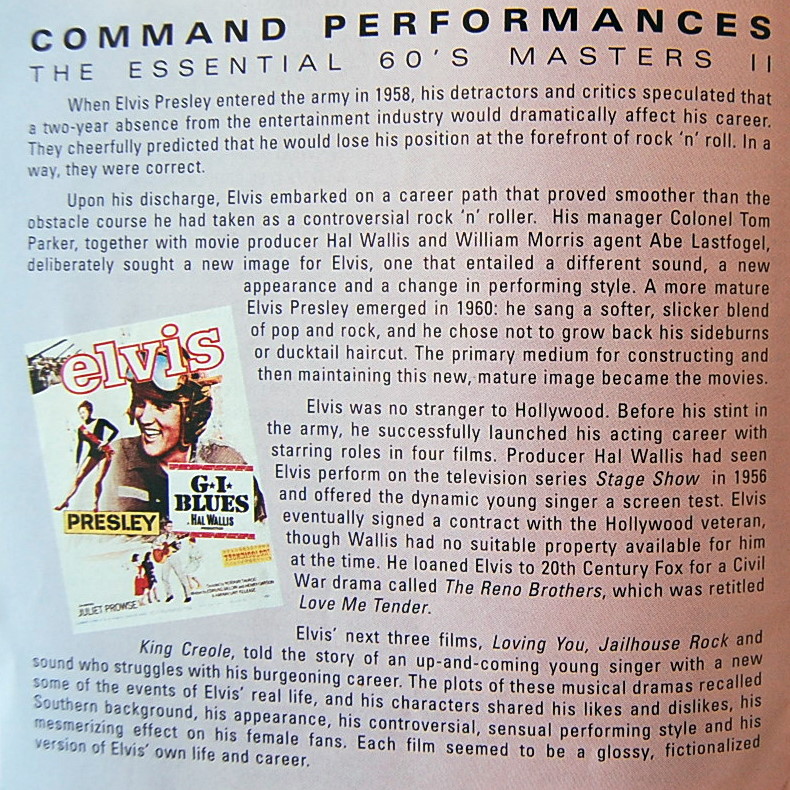 COMMAND PERFORMANCES
THE ESSENTIAL 60'S MASTERS II
When Elvis Presley entered the army in 1958, his detractors and critics speculated that
a two-year absence from the entertainment industry would dramatically affect his career.
They cheerfully predicted that he would lose his position at the forefront of rock 'n' roll. In a
way, they were correct.
Upon his discharge, Elvis embarked on a career path that proved smoother than the
obstacle course he had taken as a controversial rock 'n' roller. His manager Colonel Tom
Parker, together with movie producer Hal Wallis and William Morris agent Abe Lastfogel,
deliberately sought a new image for Elvis, one that entailed a different sound, a new
appearance and a change in performing style. A more mature
Elvis Presley emerged in 1960: he sang a softer, slicker blend
of pop and rock, and he chose not to grow back his sideburns
or ducktail haircut. The primary medium for constructing and
then maintaining this new, mature image became the movies.
Elvis was no stranger to Hollywood. Before his stint in
the army, he successfully launched his acting career with
starring roles in four films. Producer Hal Wallis had seen
Elvis perform on the television series Stage Show in 1956
and offered the dynamic young singer a screen test. Elvis
eventually signed a contract with the Hollywood veteran,
though Wallis had no suitable property available for him
at the time. He loaned Elvis to 20th Century Fox for a Civil
War drama called The Reno Brothers, which was retitled
Love Me Tender.
Elvis' next three films, Loving You, Jailhouse Rock and
King Creole, told the story of an up-and-coming young singer with a new
sound who struggles with his burgeoning career. The plots of these musical dramas recalled
some of the events of Elvis' real life, and his characters shared his likes and dislikes, his
Southern background, his appearance, his controversial, sensual performing style and his
mesmerizing effect on his female fans. Each film seemed to be a glossy, fictionalized
version of Elvis' own life and career.
elvis
G·I·
BLUES
HAL WALLIS
PRESLEY
TECHNICOLOR
JULIET PROWSE